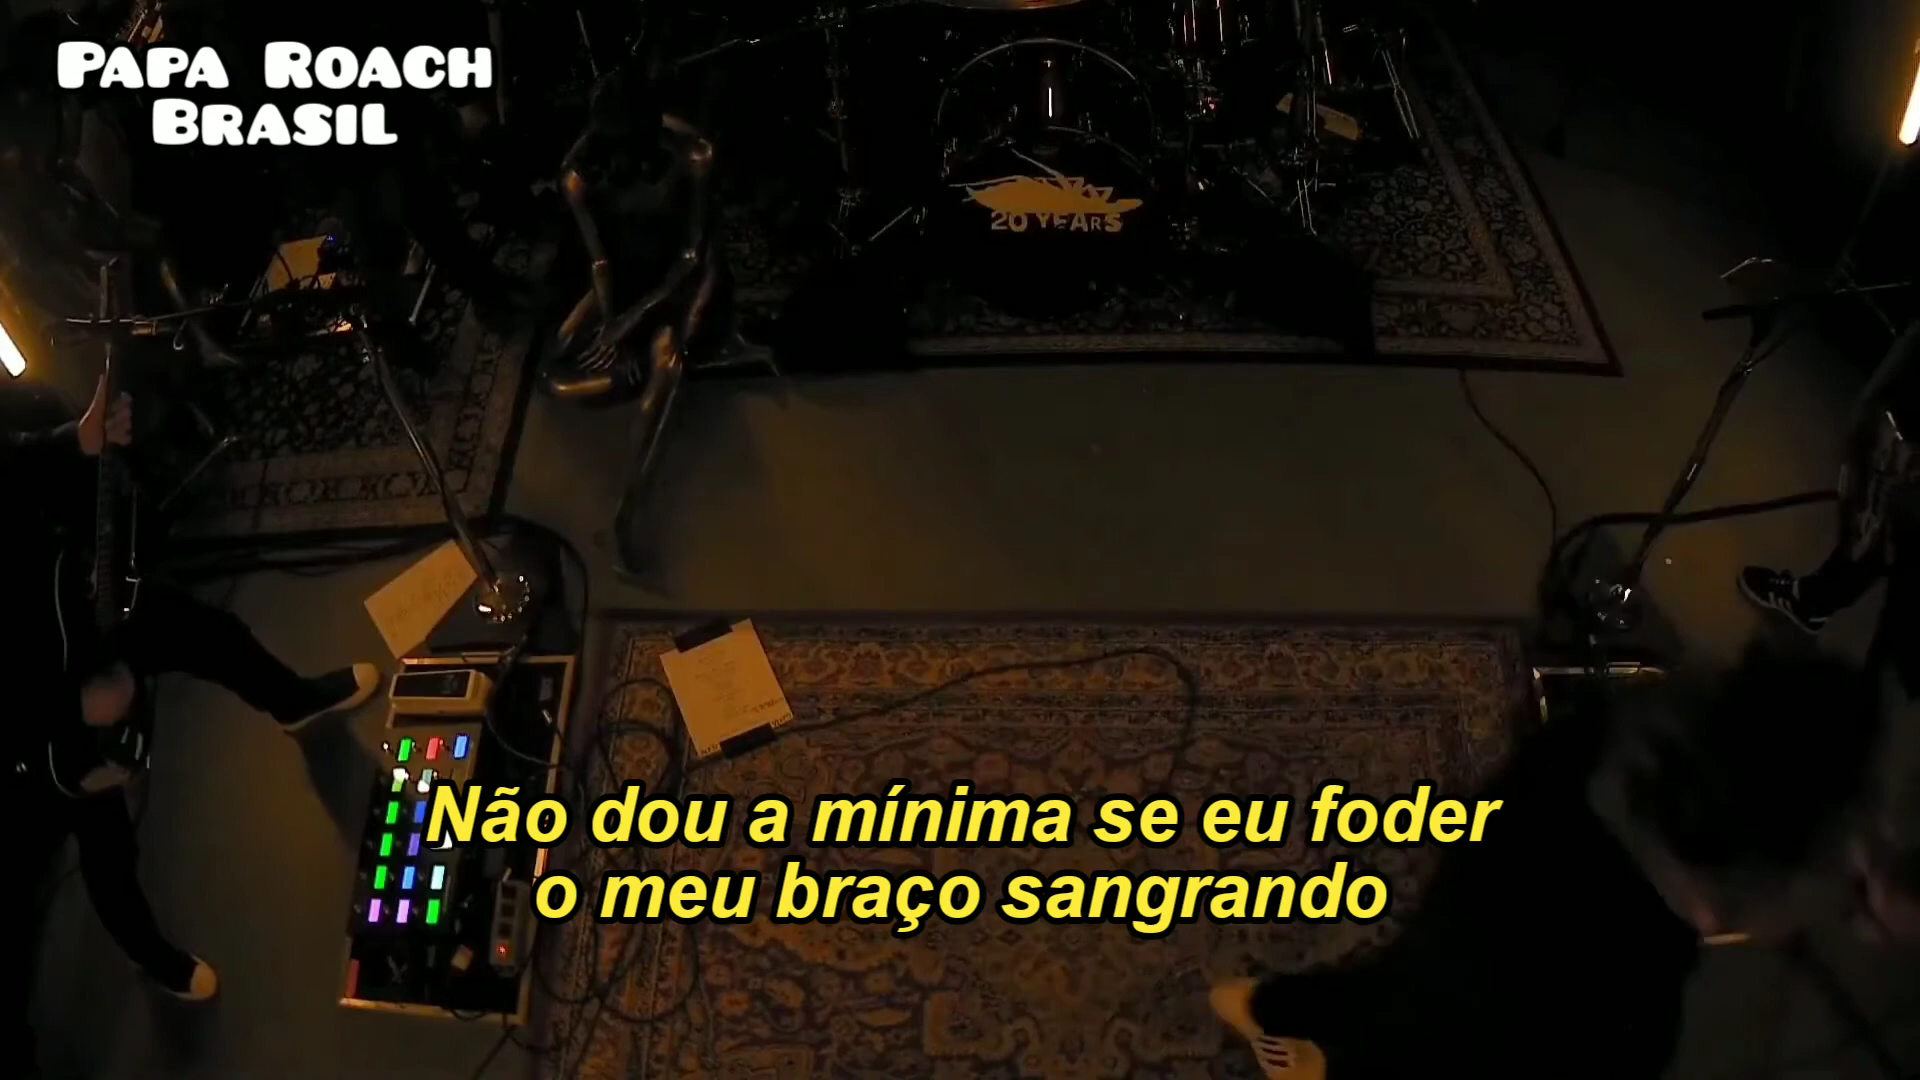 PAPA ROACH
BRASIL
20 YEARS
Não dou a mínima se eu foder
o meu braço sangrando